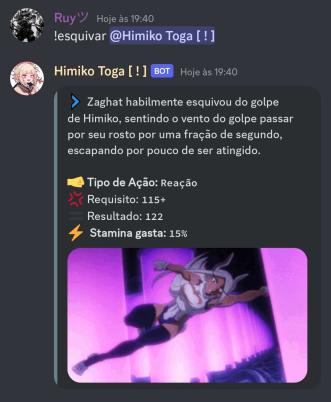 Ruyツ Hoje às 19:40
!esquivar @Himiko Toga [ ! ]
Himiko Toga [ ! ] BOT Hoje às 19:40
Zaghat habilmente esquivou do golpe
de Himiko, sentindo o vento do golpe passar
por seu rosto por uma fração de segundo,
escapando por pouco de ser atingido.
Tipo de Ação: Reação
Requisito: 115+
Resultado: 122
Stamina gasta: 15%